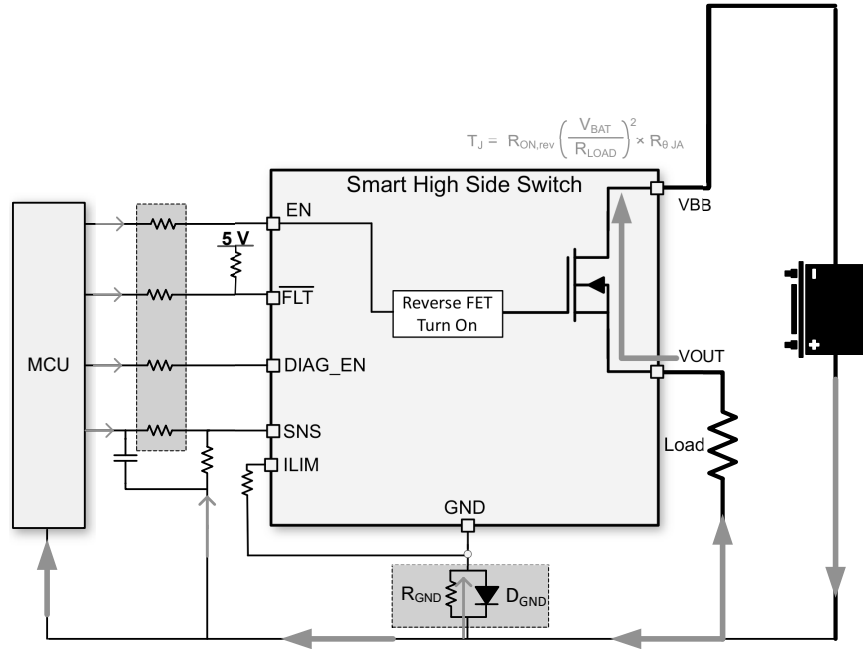 T_J = R_ON,rev (V_BAT / R_LOAD)^2 × R_θJA
Smart High Side Switch
VBB
EN
5 V
Reverse FET
Turn On
FLT
-
+
MCU
VOUT
DIAG_EN
SNS
Load
ILIM
GND
R_GND
D_GND